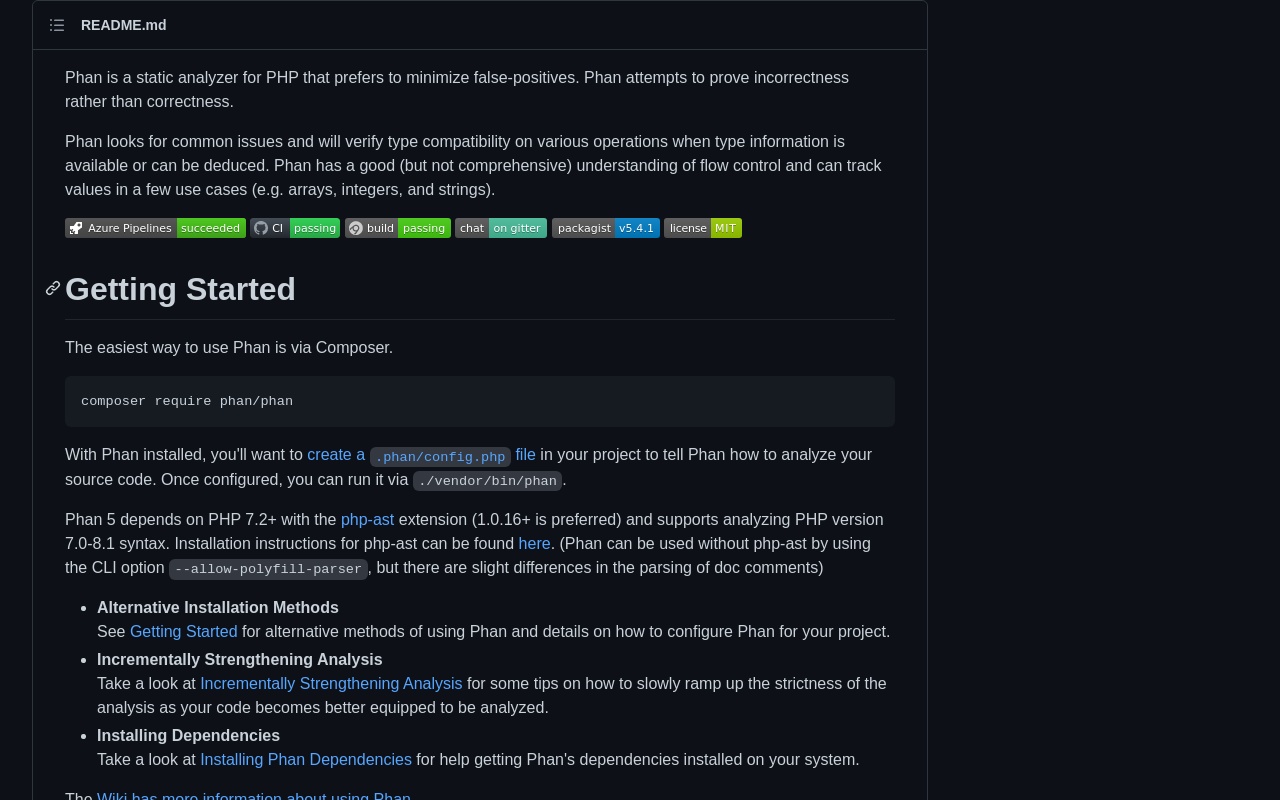 README.md
Phan is a static analyzer for PHP that prefers to minimize false-positives. Phan attempts to prove incorrectness
rather than correctness.
Phan looks for common issues and will verify type compatibility on various operations when type information is
available or can be deduced. Phan has a good (but not comprehensive) understanding of flow control and can track
values in a few use cases (e.g. arrays, integers, and strings).
Azure Pipelines succeeded CI passing build passing chat on gitter packagist v5.4.1 license MIT
Getting Started
The easiest way to use Phan is via Composer.
composer require phan/phan
With Phan installed, you'll want to create a .phan/config.php file in your project to tell Phan how to analyze your
source code. Once configured, you can run it via ./vendor/bin/phan.
Phan 5 depends on PHP 7.2+ with the php-ast extension (1.0.16+ is preferred) and supports analyzing PHP version
7.0-8.1 syntax. Installation instructions for php-ast can be found here. (Phan can be used without php-ast by using
the CLI option --allow-polyfill-parser, but there are slight differences in the parsing of doc comments)
• Alternative Installation Methods
See Getting Started for alternative methods of using Phan and details on how to configure Phan for your project.
• Incrementally Strengthening Analysis
Take a look at Incrementally Strengthening Analysis for some tips on how to slowly ramp up the strictness of the
analysis as your code becomes better equipped to be analyzed.
• Installing Dependencies
Take a look at Installing Phan Dependencies for help getting Phan's dependencies installed on your system.
The Wiki has more information about using Phan.